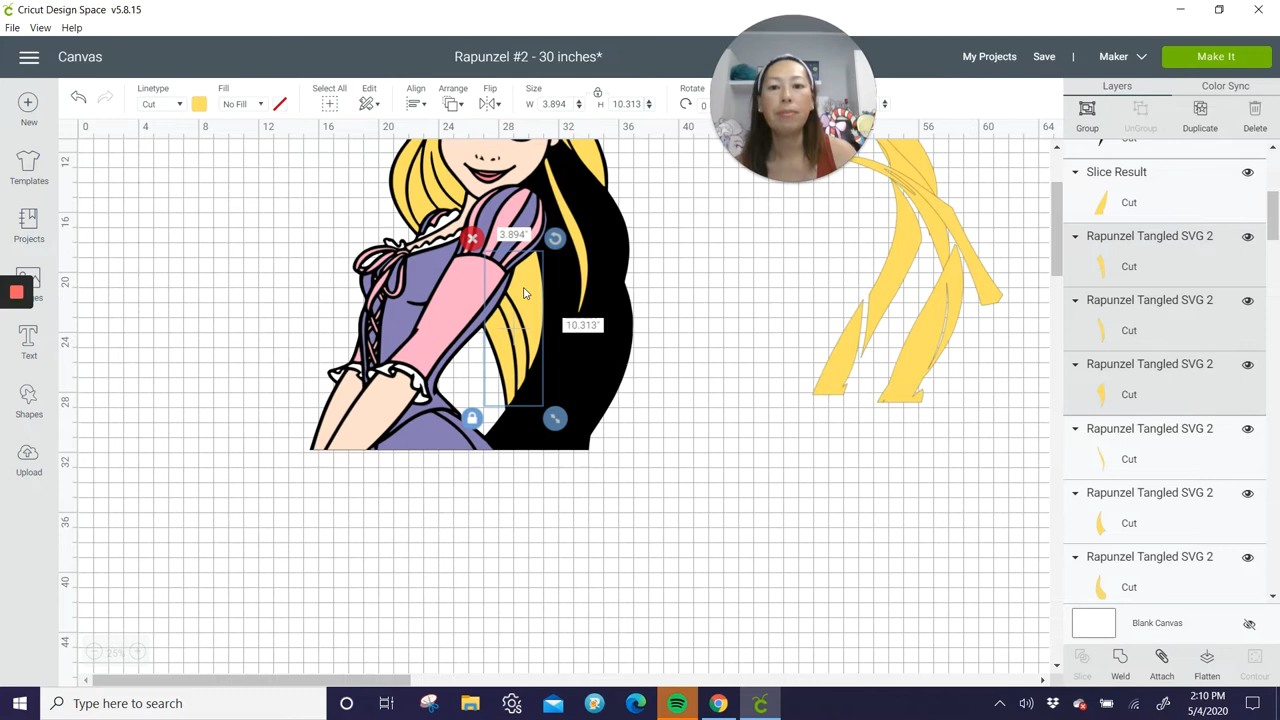 Cricut Design Space v5.8.15
File View Help
Canvas
Rapunzel #2 - 30 inches*
My Projects Save | Maker Make It
Linetype Fill Select All Edit Arrange Flip Size Rotate
Cut No Fill Align W 3.894 H 10.313 0
Layers Color Sync
Group UnGroup Duplicate Delete
0 4 8 12 16 20 24 28 32 36 40 56 60 64
12
16
20
24
28
32
36
40
44
New
Templates
Projects
Text
Shapes
Upload
3.894"
10.313"
25%
Cut
Slice Result
Cut
Rapunzel Tangled SVG 2
Cut
Rapunzel Tangled SVG 2
Cut
Rapunzel Tangled SVG 2
Cut
Rapunzel Tangled SVG 2
Cut
Rapunzel Tangled SVG 2
Cut
Rapunzel Tangled SVG 2
Cut
Blank Canvas
Slice Weld Attach Flatten Contour
Type here to search
2:10 PM
5/4/2020